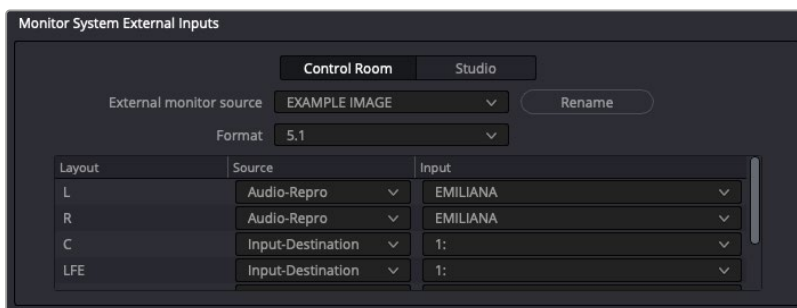 Monitor System External Inputs
Control Room Studio
External monitor source EXAMPLE IMAGE Rename
Format 5.1
Layout Source Input
L Audio-Repro EMILIANA
R Audio-Repro EMILIANA
C Input-Destination 1:
LFE Input-Destination 1: